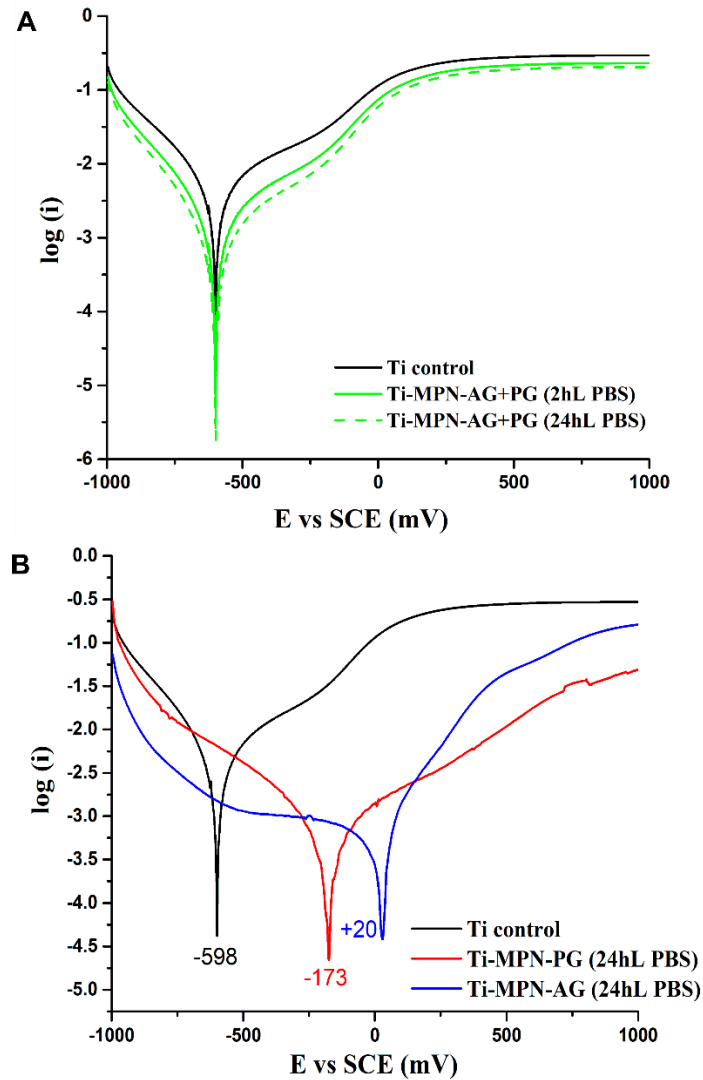 A
0
-1
-2
-3
-4
-5
-6
log (i)
Ti control
Ti-MPN-AG+PG (2hL PBS)
Ti-MPN-AG+PG (24hL PBS)
-1000 -500 0 500 1000
E vs SCE (mV)
B
0.0
-0.5
-1.0
-1.5
-2.0
-2.5
-3.0
-3.5
-4.0
-4.5
-5.0
log (i)
-598
-173
+20
Ti control
Ti-MPN-PG (24hL PBS)
Ti-MPN-AG (24hL PBS)
-1000 -500 0 500 1000
E vs SCE (mV)